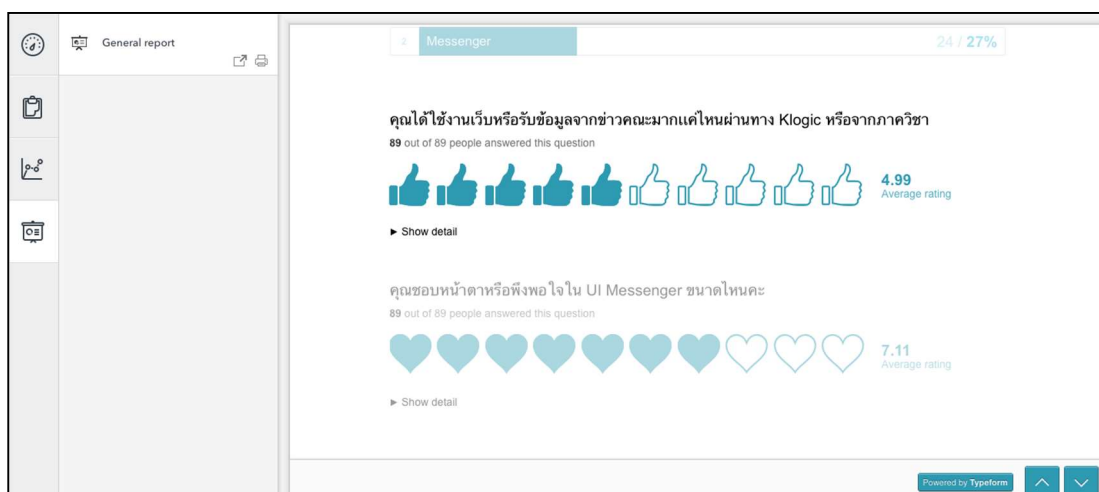 General report
2 Messenger 24 / 27%
คุณได้ใช้งานเว็บหรือรับข้อมูลจากข่าวคณะมากแค่ไหนผ่านทาง Klogic หรือจากภาควิชา
89 out of 89 people answered this question
4.99
Average rating
► Show detail
คุณชอบหน้าตาหรือพึงพอใจใน UI Messenger ขนาดไหนคะ
89 out of 89 people answered this question
7.11
Average rating
► Show detail
Powered by Typeform